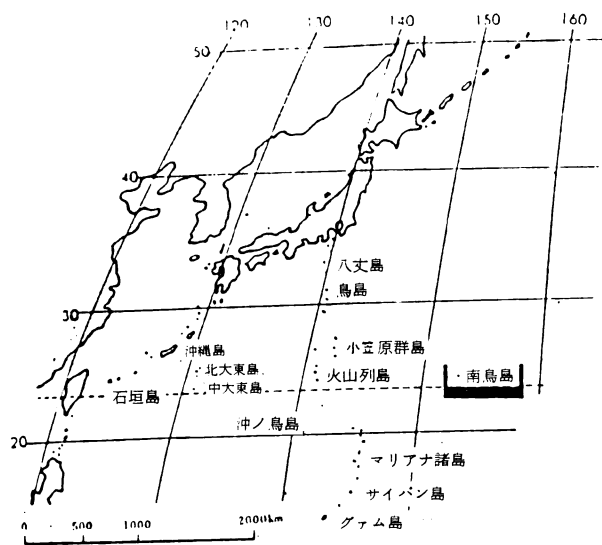 120 130 140 150 160
50
40
八丈島
鳥島
30
小笠原群島
沖縄島
北大東島
火山列島
南鳥島
中大東島
石垣島
沖ノ鳥島
20
マリアナ諸島
サイパン島
グァム島
0 500 1000 2000km